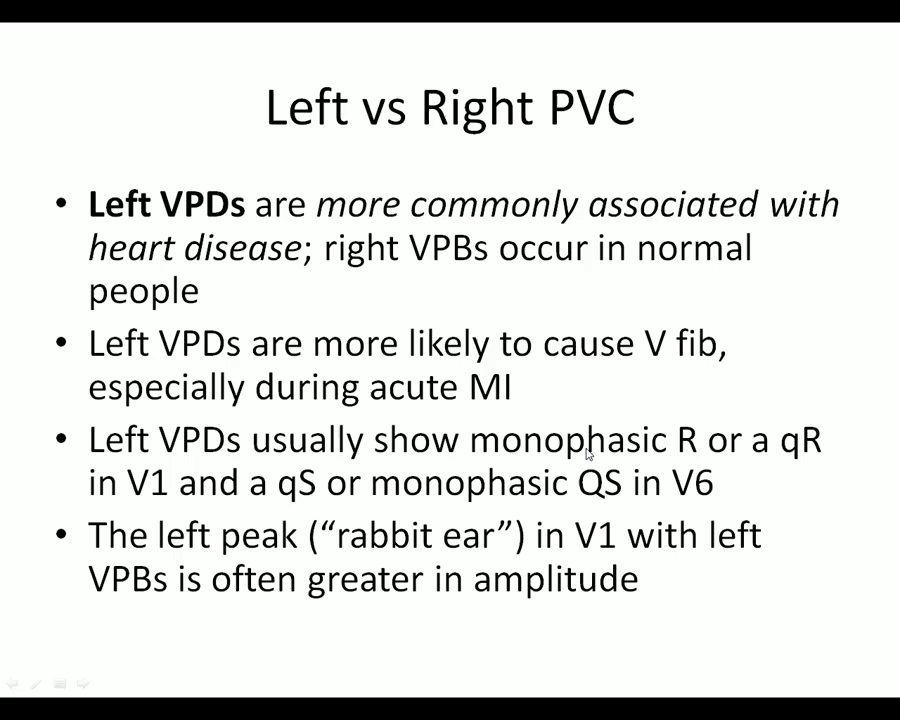 Left vs Right PVC
• Left VPDs are more commonly associated with
heart disease; right VPBs occur in normal
people
• Left VPDs are more likely to cause V fib,
especially during acute MI
• Left VPDs usually show monophasic R or a qR
in V1 and a qS or monophasic QS in V6
• The left peak (“rabbit ear”) in V1 with left
VPBs is often greater in amplitude